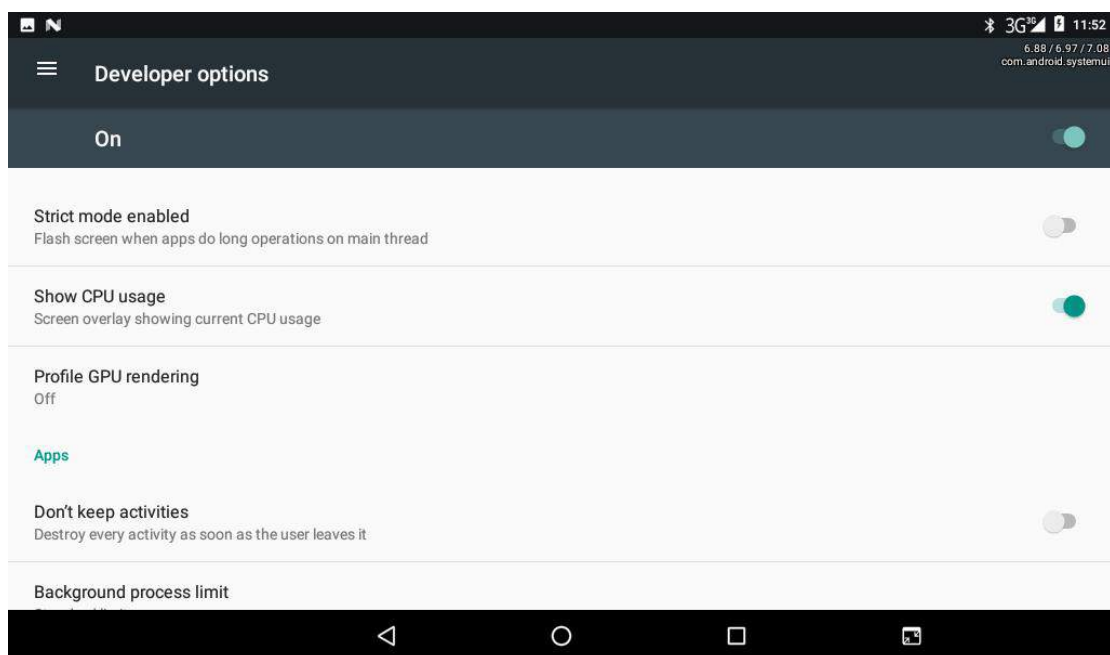 3G 3G 11:52
6.88 / 6.97 / 7.08
com.android.systemui
Developer options
On
Strict mode enabled
Flash screen when apps do long operations on main thread
Show CPU usage
Screen overlay showing current CPU usage
Profile GPU rendering
Off
Apps
Don't keep activities
Destroy every activity as soon as the user leaves it
Background process limit